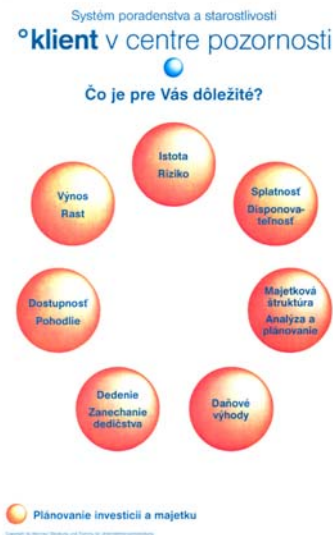 Systém poradenstva a starostlivosti
°klient v centre pozornosti
Čo je pre Vás dôležité?
Istota
Riziko
Splatnosť
Disponova-
teľnosť
Majetková
štruktúra
Analýza a
plánovanie
Daňové
výhody
Dedenie
Zanechanie
dedičstva
Dostupnosť
Pohodlie
Výnos
Rast
Plánovanie investícií a majetku